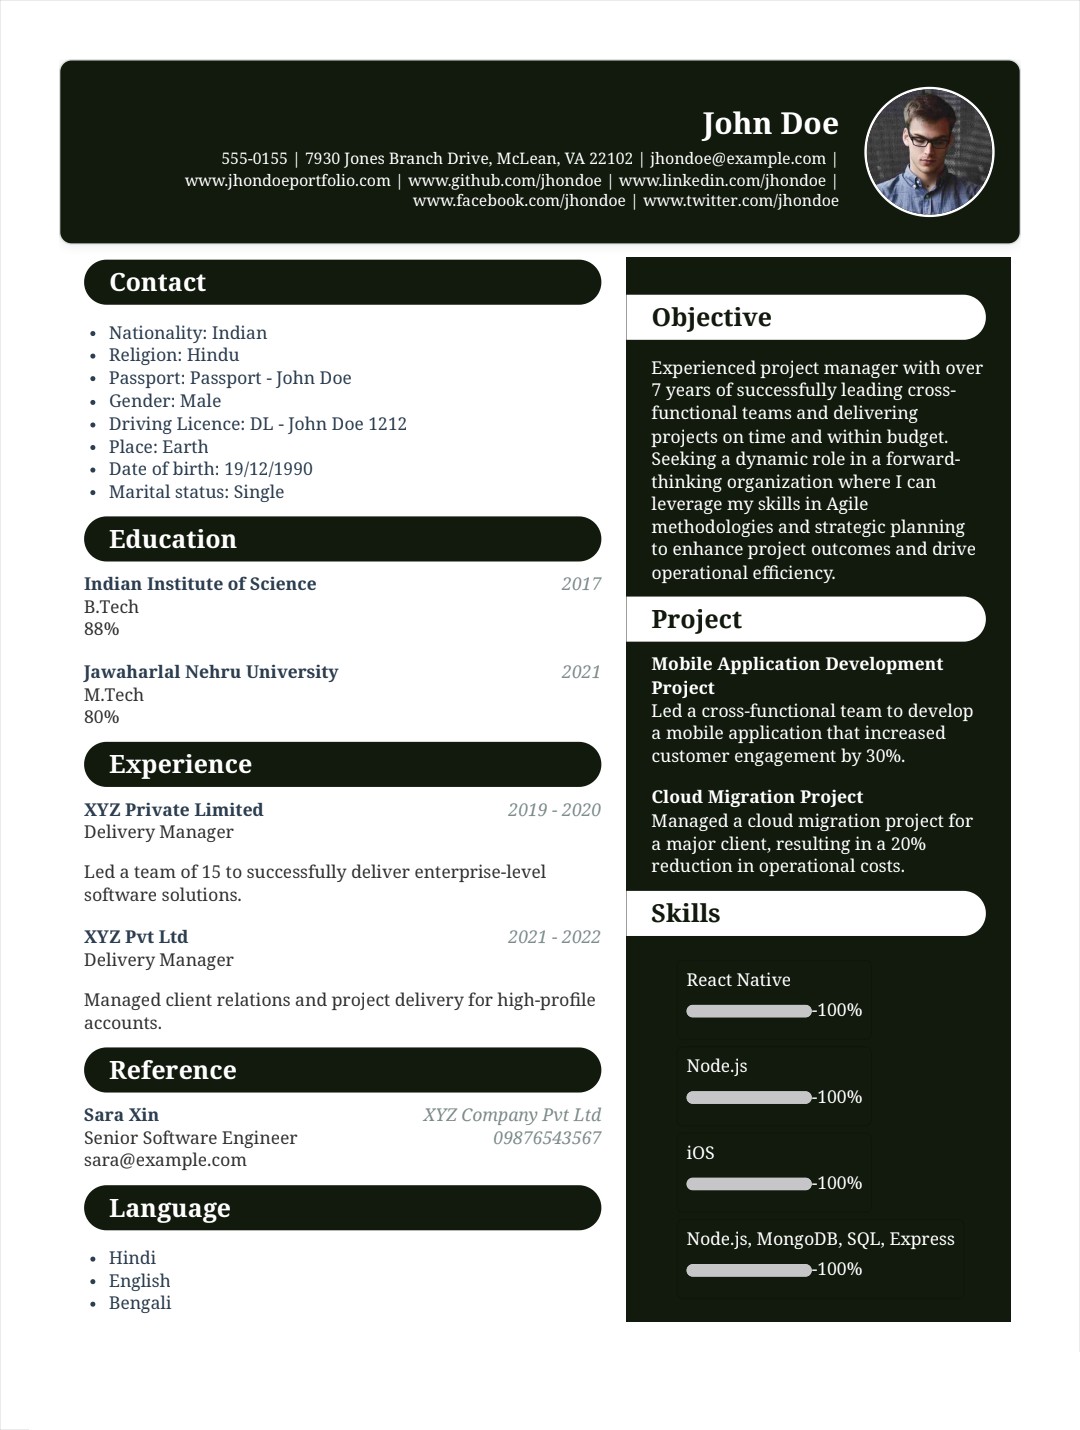 John Doe
555-0155 | 7930 Jones Branch Drive, McLean, VA 22102 | jhondoe@example.com |
www.jhondoeportfolio.com | www.github.com/jhondoe | www.linkedin.com/jhondoe |
www.facebook.com/jhondoe | www.twitter.com/jhondoe
Contact
• Nationality: Indian
• Religion: Hindu
• Passport: Passport - John Doe
• Gender: Male
• Driving Licence: DL - John Doe 1212
• Place: Earth
• Date of birth: 19/12/1990
• Marital status: Single
Education
Indian Institute of Science 2017
B.Tech
88%
Jawaharlal Nehru University 2021
M.Tech
80%
Experience
XYZ Private Limited 2019 - 2020
Delivery Manager
Led a team of 15 to successfully deliver enterprise-level
software solutions.
XYZ Pvt Ltd 2021 - 2022
Delivery Manager
Managed client relations and project delivery for high-profile
accounts.
Reference
Sara Xin XYZ Company Pvt Ltd
Senior Software Engineer 09876543567
sara@example.com
Language
• Hindi
• English
• Bengali
Objective
Experienced project manager with over
7 years of successfully leading cross-
functional teams and delivering
projects on time and within budget.
Seeking a dynamic role in a forward-
thinking organization where I can
leverage my skills in Agile
methodologies and strategic planning
to enhance project outcomes and drive
operational efficiency.
Project
Mobile Application Development
Project
Led a cross-functional team to develop
a mobile application that increased
customer engagement by 30%.
Cloud Migration Project
Managed a cloud migration project for
a major client, resulting in a 20%
reduction in operational costs.
Skills
React Native
-100%
Node.js
-100%
iOS
-100%
Node.js, MongoDB, SQL, Express
-100%